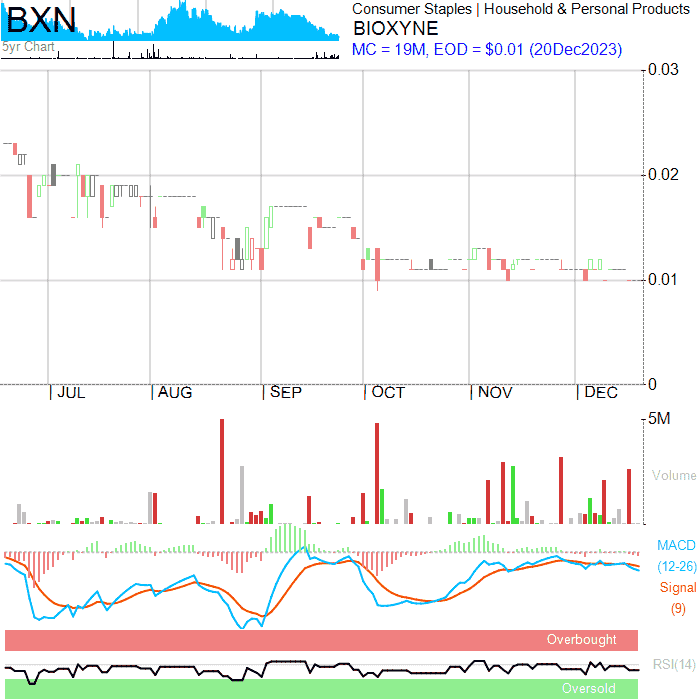 BXN
5yr Chart
Consumer Staples | Household & Personal Products
BIOXYNE
MC = 19M, EOD = $0.01 (20Dec2023)
0.03
0.02
0.01
0
JUL AUG SEP OCT NOV DEC
5M
Volume
MACD
(12-26)
Signal
(9)
Overbought
RSI(14)
Oversold